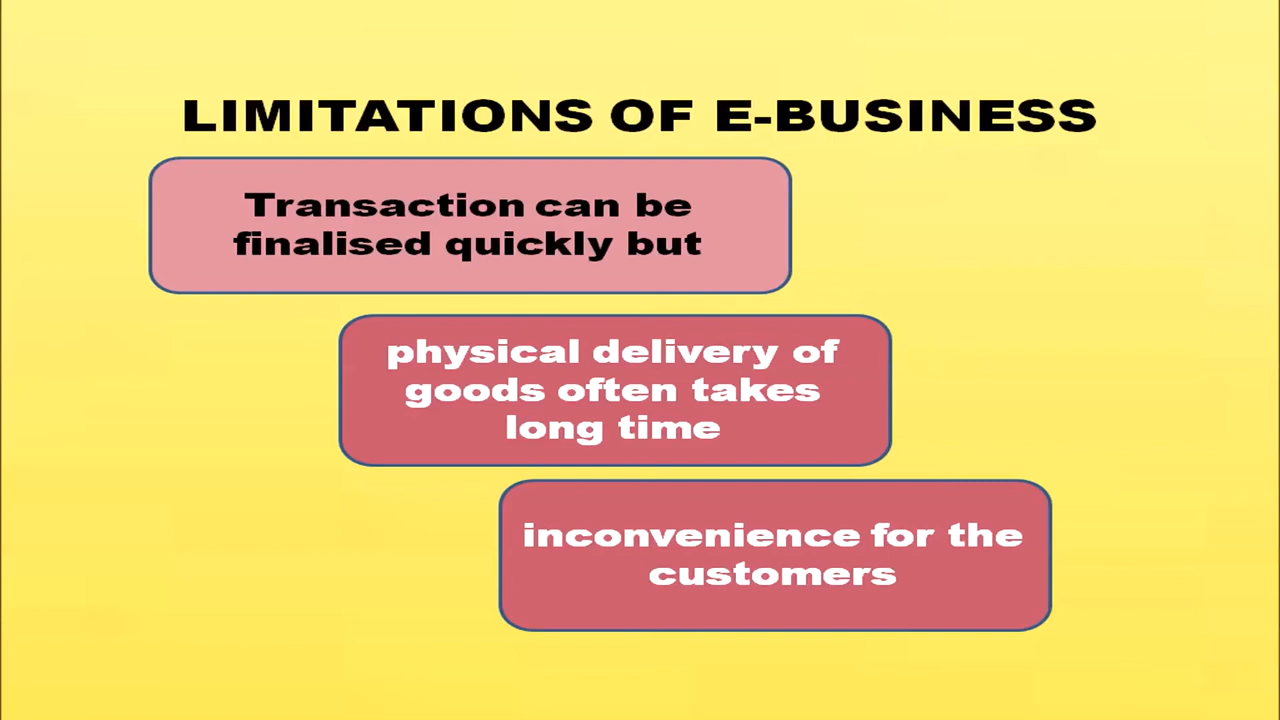 LIMITATIONS OF E-BUSINESS
Transaction can be
finalised quickly but
physical delivery of
goods often takes
long time
inconvenience for the
customers